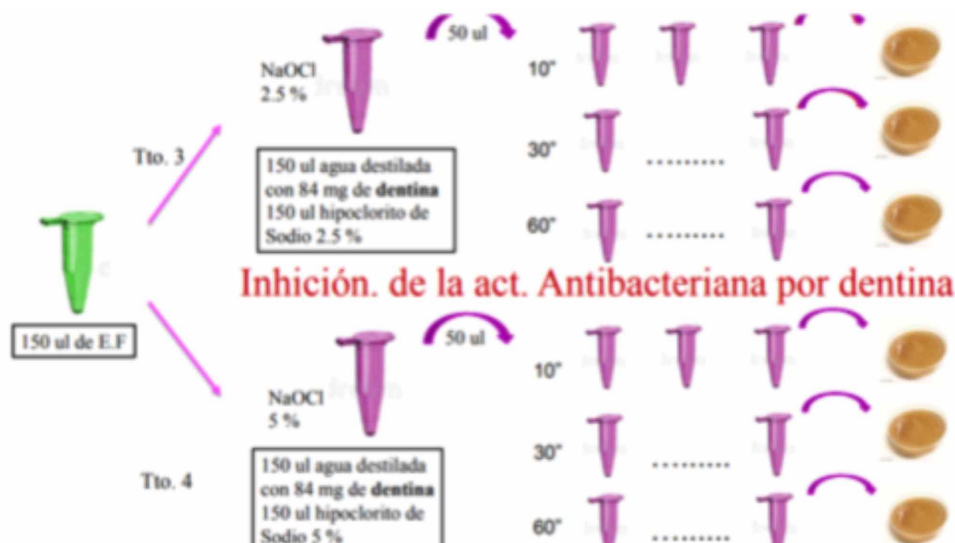 50 ul
NaOCl
2.5 %
10"
Tto. 3
150 ul agua destilada
con 84 mg de dentina
150 ul hipoclorito de
Sodio 2.5 %
30"
60"
Inhición. de la act. Antibacteriana por dentina
150 ul de E.F
50 ul
NaOCl
5 %
10"
Tto. 4
150 ul agua destilada
con 84 mg de dentina
150 ul hipoclorito de
Sodio 5 %
30"
60"